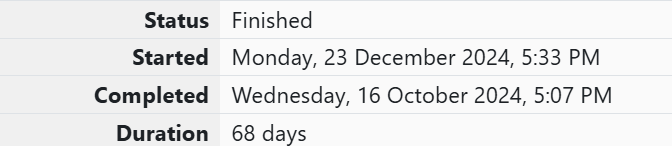 Status Finished
Started Monday, 23 December 2024, 5:33 PM
Completed Wednesday, 16 October 2024, 5:07 PM
Duration 68 days